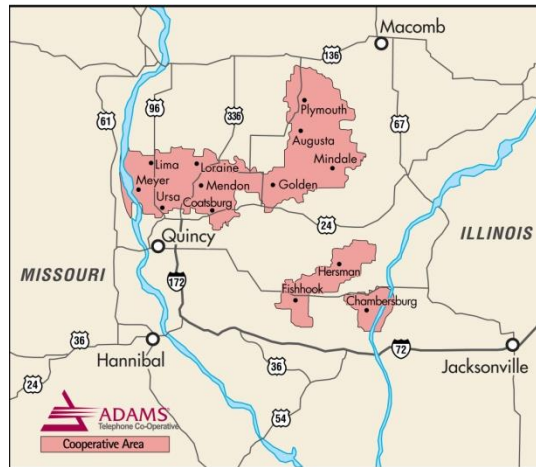 Macomb
136
61
96
336
67
Plymouth
Augusta
Mindale
Lima
Loraine
Meyer
Mendon
Golden
Ursa
Coatsburg
24
Quincy
ILLINOIS
MISSOURI
172
Hersman
Fishhook
Chambersburg
36
Hannibal
72
36
Jacksonville
24
54
ADAMS®
Telephone Co-Operative
Cooperative Area